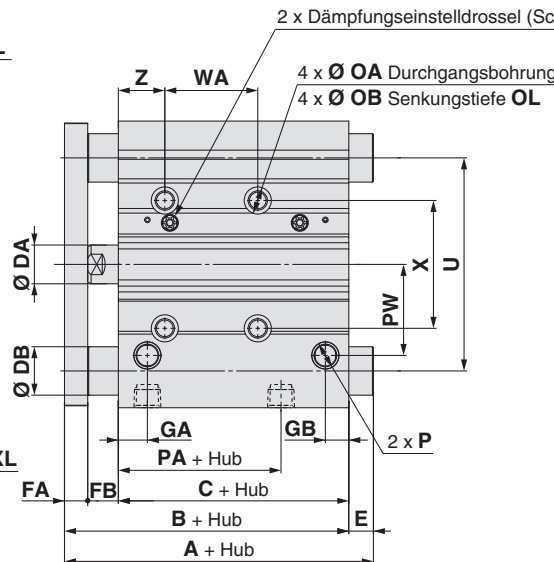 2 x Dämpfungseinstelldrossel (Sc
L
Z
WA
4 x Ø OA Durchgangsbohrung
4 x Ø OB Senkungstiefe OL
Ø DA
X
U
PW
Ø DB
GA
GB
2 x P
PA + Hub
XL
FA
FB
C + Hub
B + Hub
E
A + Hub